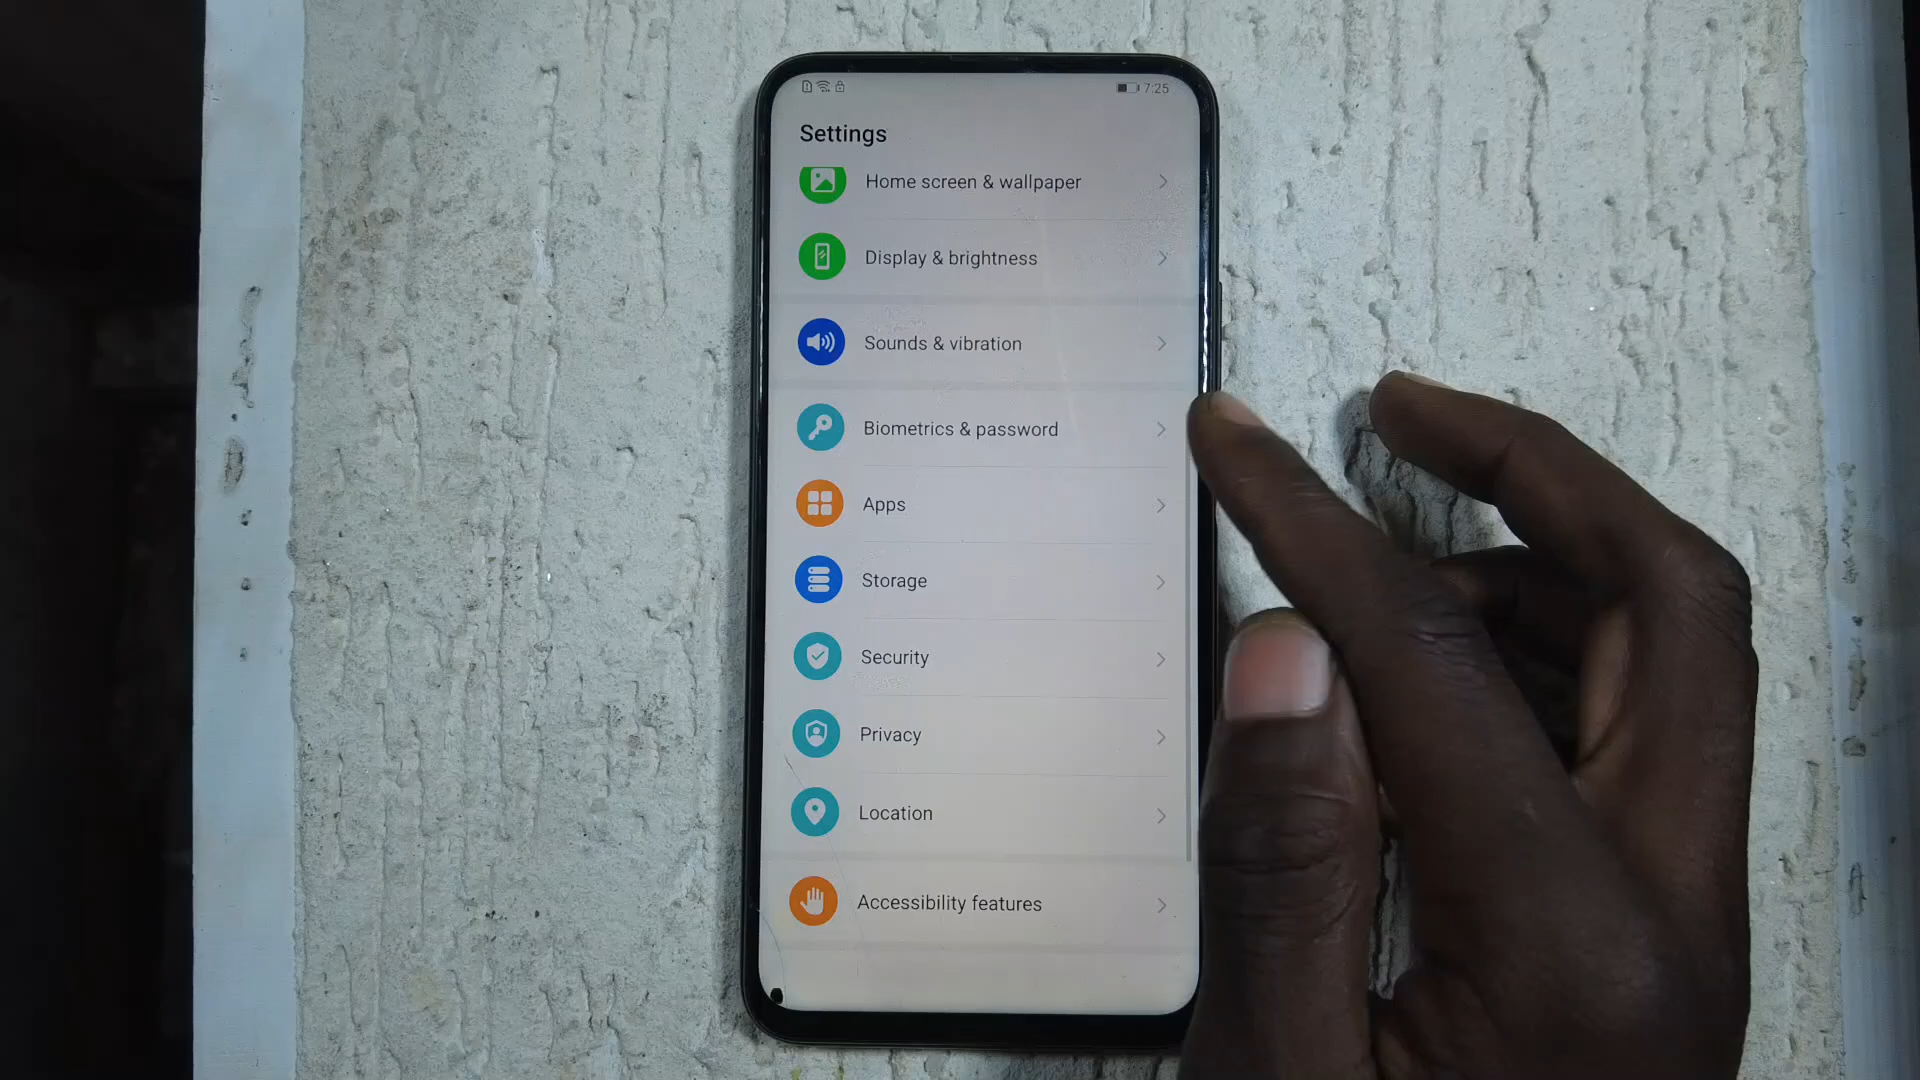 7:25
Settings
Home screen & wallpaper
Display & brightness
Sounds & vibration
Biometrics & password
Apps
Storage
Security
Privacy
Location
Accessibility features